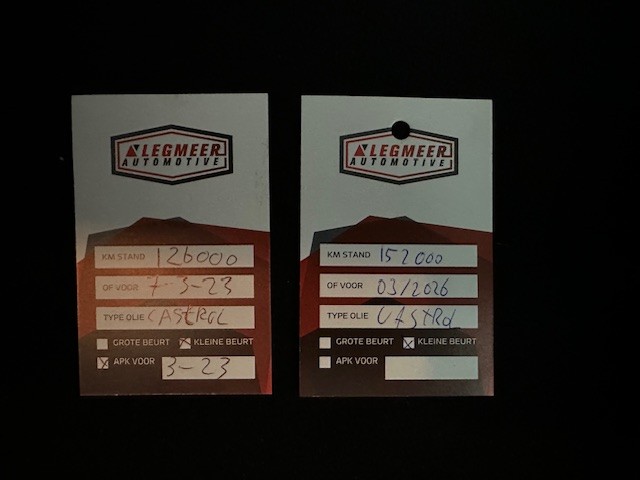 LEGMEER
AUTOMOTIVE
KM STAND 126000
OF VOOR 7-3-23
TYPE OLIE CASTROL
GROTE BEURT KLEINE BEURT
APK VOOR 3-23
LEGMEER
AUTOMOTIVE
KM STAND 152000
OF VOOR 03/2026
TYPE OLIE CASTROL
GROTE BEURT KLEINE BEURT
APK VOOR